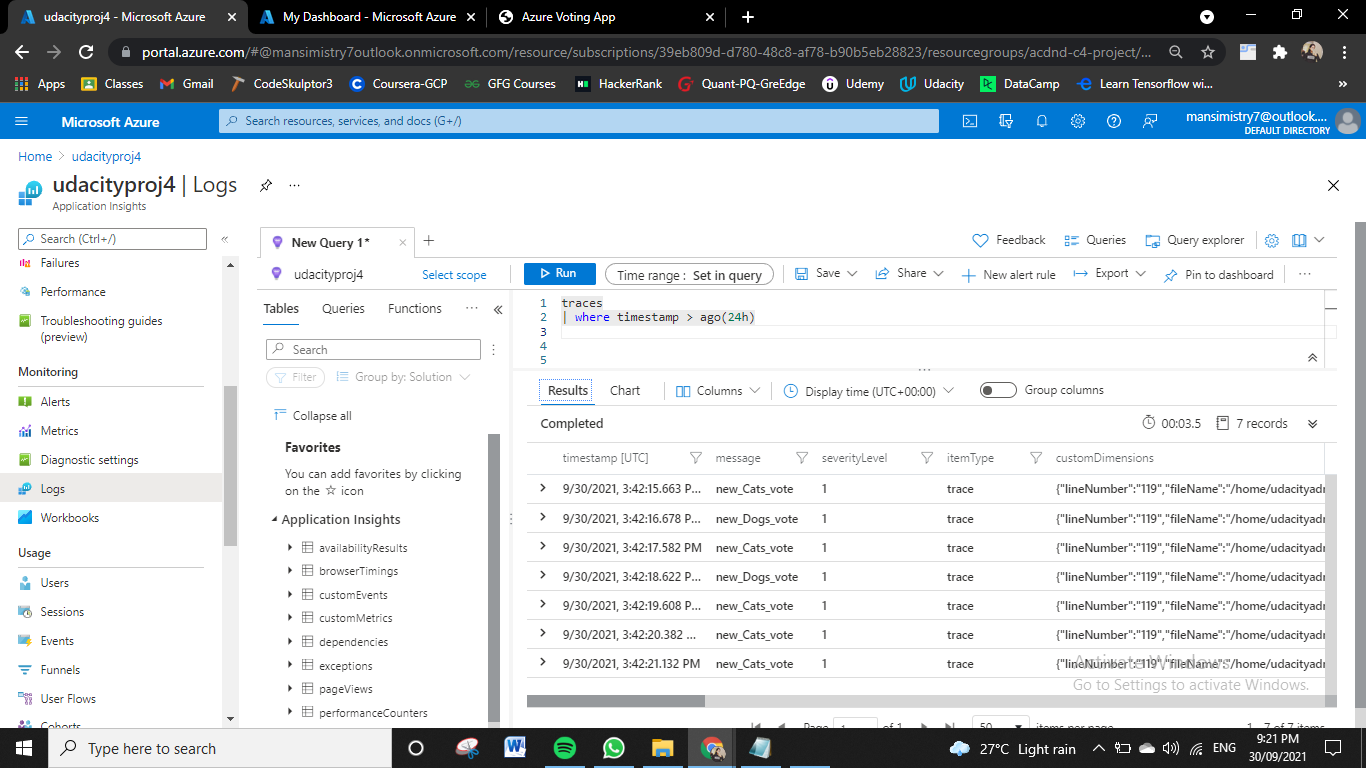 udacityproj4 - Microsoft Azure
My Dashboard - Microsoft Azure
Azure Voting App
portal.azure.com/#@mansimistry7outlook.onmicrosoft.com/resource/subscriptions/39eb809d-d780-48c8-af78-b90b5eb28823/resourcegroups/acdnd-c4-project/...
Apps Classes Gmail CodeSkulptor3 Coursera-GCP GFG Courses HackerRank Quant-PQ-GreEdge Udemy Udacity DataCamp Learn Tensorflow wi...
Microsoft Azure
Search resources, services, and docs (G+/)
mansimistry7@outlook....
DEFAULT DIRECTORY
Home > udacityproj4
udacityproj4 | Logs
Application Insights
Search (Ctrl+/)
Failures
Performance
Troubleshooting guides
(preview)
Monitoring
Alerts
Metrics
Diagnostic settings
Logs
Workbooks
Usage
Users
Sessions
Events
Funnels
User Flows
Cohorts
New Query 1*
Feedback Queries Query explorer
udacityproj4 Select scope
Run Time range : Set in query Save Share New alert rule Export Pin to dashboard
Tables Queries Functions
Search
Filter Group by: Solution
Collapse all
Favorites
You can add favorites by clicking
on the ☆ icon
Application Insights
availabilityResults
browserTimings
customEvents
customMetrics
dependencies
exceptions
pageViews
performanceCounters
1 traces
2 | where timestamp > ago(24h)
3
4
5
Results Chart Columns Display time (UTC+00:00) Group columns
Completed 00:03.5 7 records
timestamp [UTC] message severityLevel itemType customDimensions
9/30/2021, 3:42:15.663 P... new_Cats_vote 1 trace {"lineNumber":"119","fileName":"/home/udacityadr
9/30/2021, 3:42:16.678 P... new_Dogs_vote 1 trace {"lineNumber":"119","fileName":"/home/udacityadr
9/30/2021, 3:42:17.582 PM new_Cats_vote 1 trace {"lineNumber":"119","fileName":"/home/udacityadr
9/30/2021, 3:42:18.622 P... new_Dogs_vote 1 trace {"lineNumber":"119","fileName":"/home/udacityadr
9/30/2021, 3:42:19.608 P... new_Cats_vote 1 trace {"lineNumber":"119","fileName":"/home/udacityadr
9/30/2021, 3:42:20.382 ... new_Cats_vote 1 trace {"lineNumber":"119","fileName":"/home/udacityadr
9/30/2021, 3:42:21.132 PM new_Cats_vote 1 trace {"lineNumber":"119","fileName":"/home/udacityadr
Activate Windows
Go to Settings to activate Windows.
Page 1 of 1 50 items per page 1 - 7 of 7 items
Type here to search
27°C Light rain
ENG
9:21 PM
30/09/2021